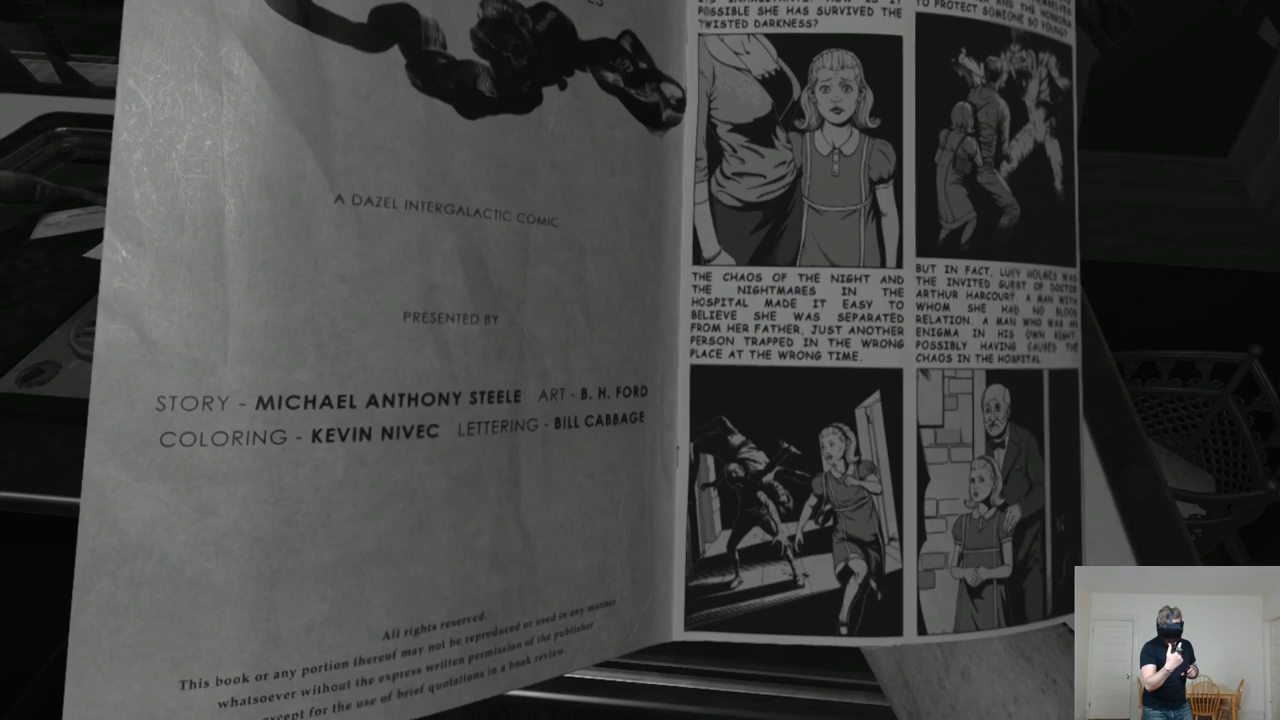 A DAZEL INTERGALACTIC COMIC
PRESENTED BY
STORY - MICHAEL ANTHONY STEELE ART - B. H. FORD
COLORING - KEVIN NIVEC LETTERING - BILL CABBAGE
All rights reserved.
This book or any portion thereof may not be reproduced or used in any manner
whatsoever without the express written permission of the publisher
except for the use of brief quotations in a book review.
POSSIBLE SHE HAS SURVIVED THE
TWISTED DARKNESS?
THE CHAOS OF THE NIGHT AND
THE NIGHTMARES IN THE
HOSPITAL MADE IT EASY TO
BELIEVE SHE WAS SEPARATED
FROM HER FATHER, JUST ANOTHER
PERSON TRAPPED IN THE WRONG
PLACE AT THE WRONG TIME.
TO PROTECT SOMEONE SO YOUNG?
BUT IN FACT, LUCY HOLMES WAS
THE INVITED GUEST OF DOCTOR
ARTHUR HARCOURT. A MAN WITH
WHOM SHE HAD NO BLOOD
RELATION. A MAN WHO WAS AN
ENIGMA IN HIS OWN RIGHT,
POSSIBLY HAVING CAUSED THE
CHAOS IN THE HOSPITAL.